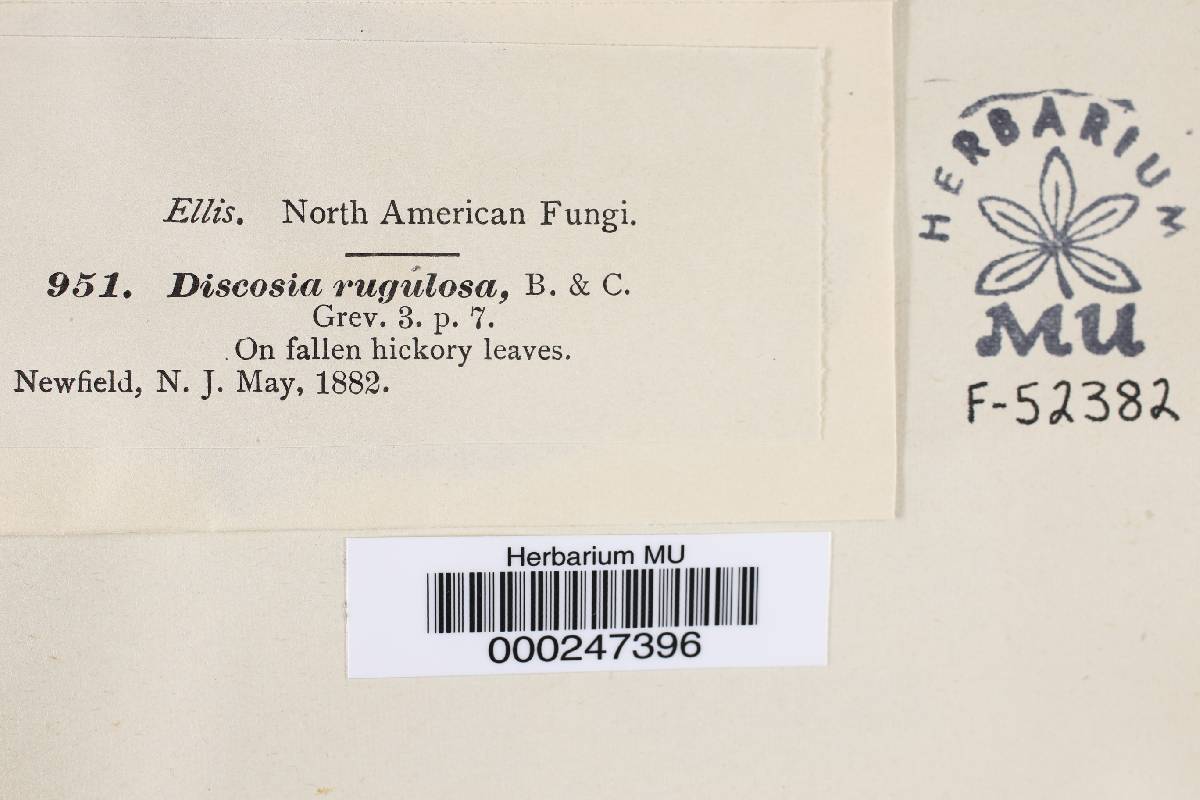 Ellis. North American Fungi.
951. Discosia rugúlosa, B. & C.
Grev. 3. p. 7.
On fallen hickory leaves.
Newfield, N. J. May, 1882.
HERBARIUM
MU
F-52382
Herbarium MU
000247396